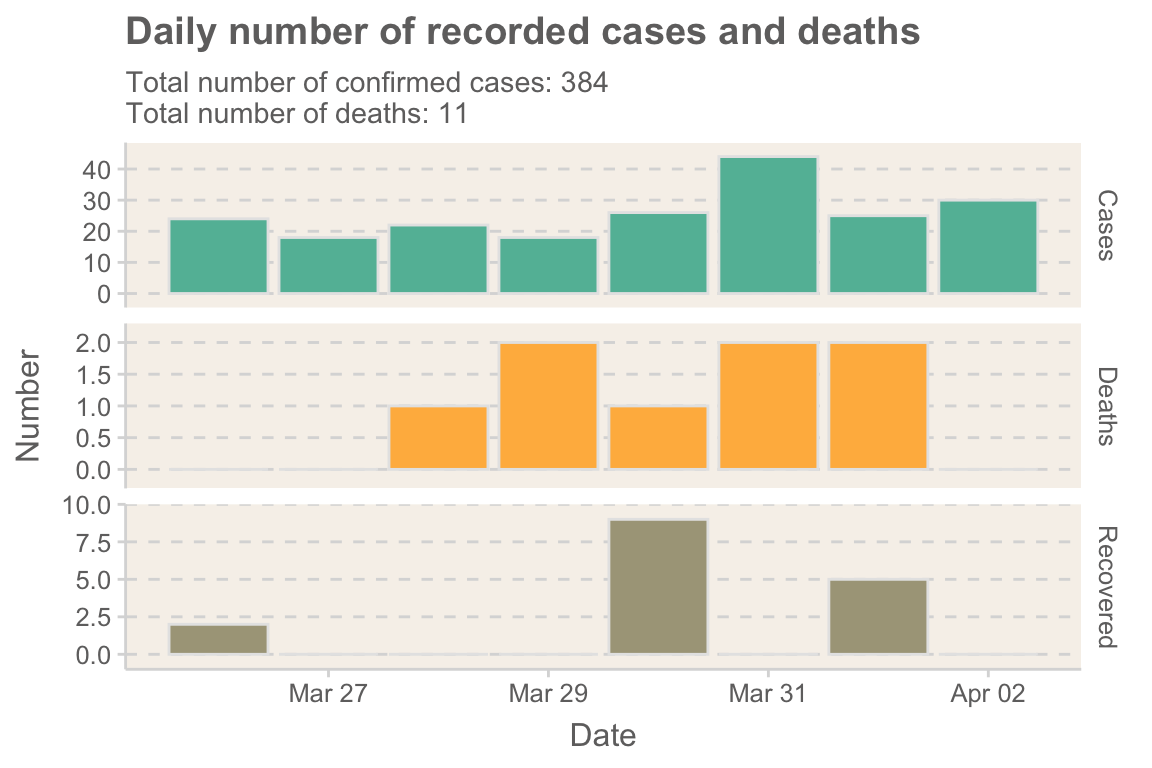 Daily number of recorded cases and deaths
Total number of confirmed cases: 384
Total number of deaths: 11
40
30
20
10
0
Cases
2.0
1.5
1.0
0.5
0.0
Deaths
10.0
7.5
5.0
2.5
0.0
Recovered
Number
Mar 27 Mar 29 Mar 31 Apr 02
Date